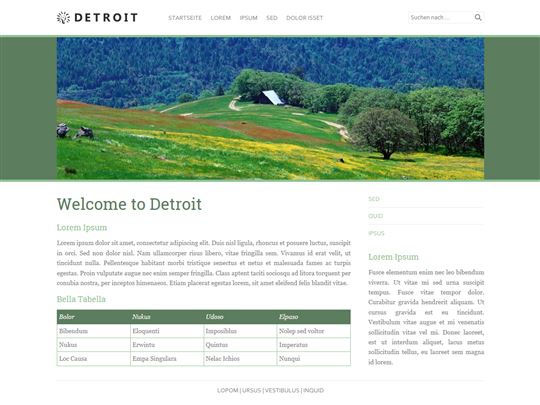 DETROIT
STARTSEITE LOREM IPSUM SED DOLOR ISSET
Suchen nach ...
Welcome to Detroit
Lorem Ipsum
Lorem ipsum dolor sit amet, consectetur adipiscing elit. Duis nisl ligula, rhoncus et posuere luctus, suscipit
in orci. Sed non dolor nisl. Nam ullamcorper risus libero, vitae fringilla sem. Vivamus id erat velit, ut
tincidunt nulla. Pellentesque habitant morbi tristique senectus et netus et malesuada fames ac turpis
egestas. Proin vulputate augue nec enim semper fringilla. Class aptent taciti sociosqu ad litora torquent per
conubia nostra, per inceptos himenaeos. Etiam placerat egestas lorem, sit amet eleifend felis blandit vitae.
Bella Tabella
Bolor Nukus Udoso Elpaso
Bibendum Eloquenti Imposiblus Nolep sed voltor
Nukus Erwintu Quintus Imperatus
Loc Causa Empa Singulara Nelac Ichios Nunqui
SED
QUID
IPSUS
Lorem Ipsum
Fusce elementum enim nec leo bibendum
viverra. Ut vitae mi sed urna suscipit
tempus. Fusce vitae tempor dolor.
Curabitur gravida hendrerit aliquam. Ut
cursus gravida est eu tincidunt.
Vestibulum vitae augue et mi venenatis
sollicitudin vitae vel mi. Donec laoreet,
est ut interdum aliquet, lacus metus
sollicitudin tellus, eu laoreet sem magna
id lorem.
LOPOM | URSUS | VESTIBULUS | INQUID